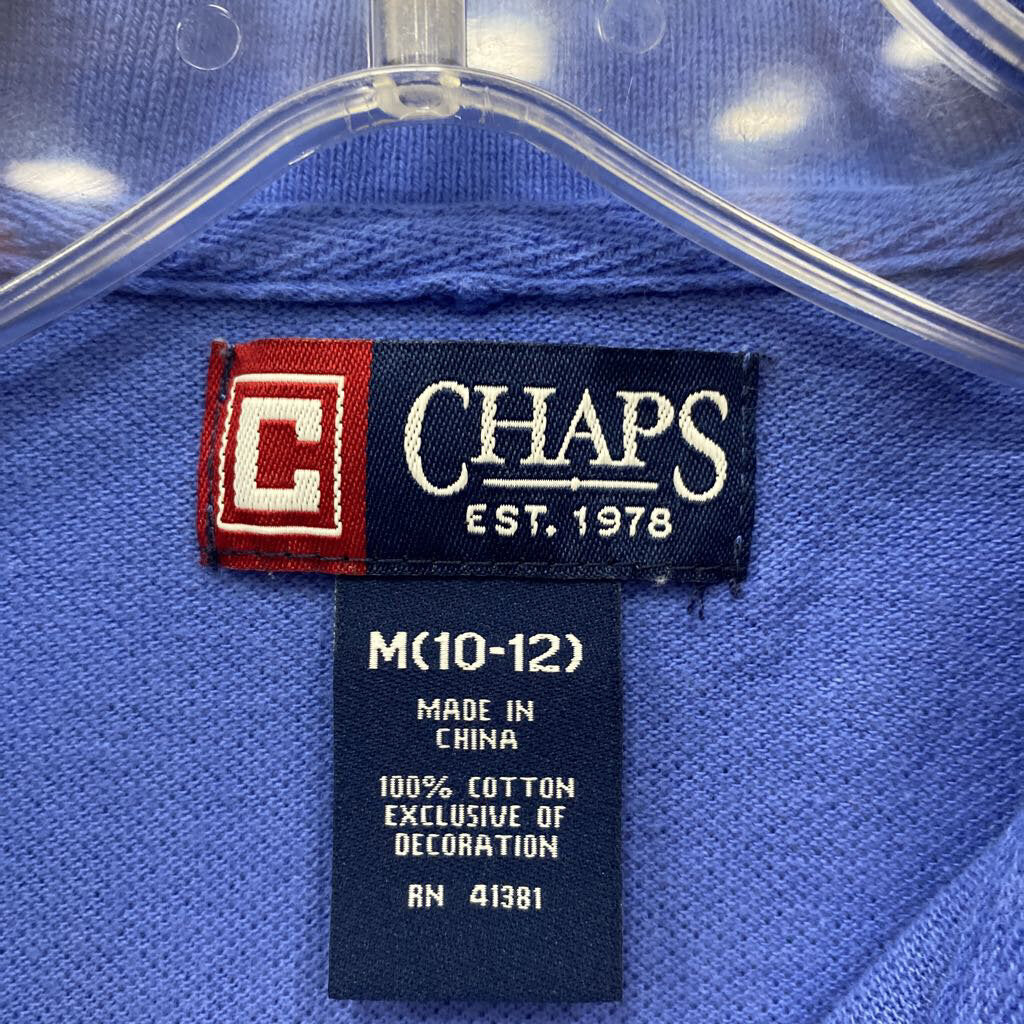 C
CHAPS
EST. 1978
M(10-12)
MADE IN
CHINA
100% COTTON
EXCLUSIVE OF
DECORATION
RN 41381